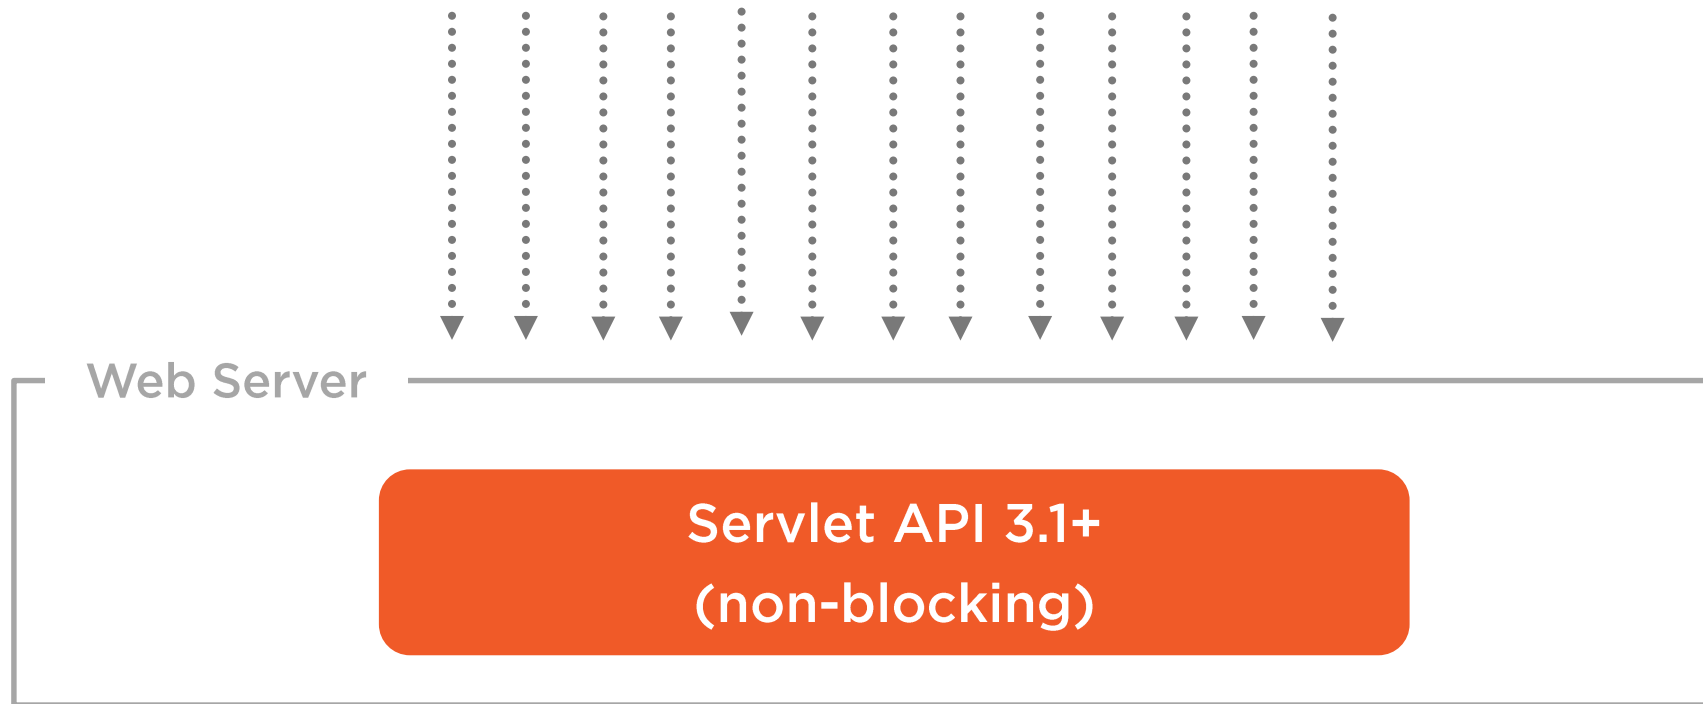 Web Server
Servlet API 3.1+
(non-blocking)